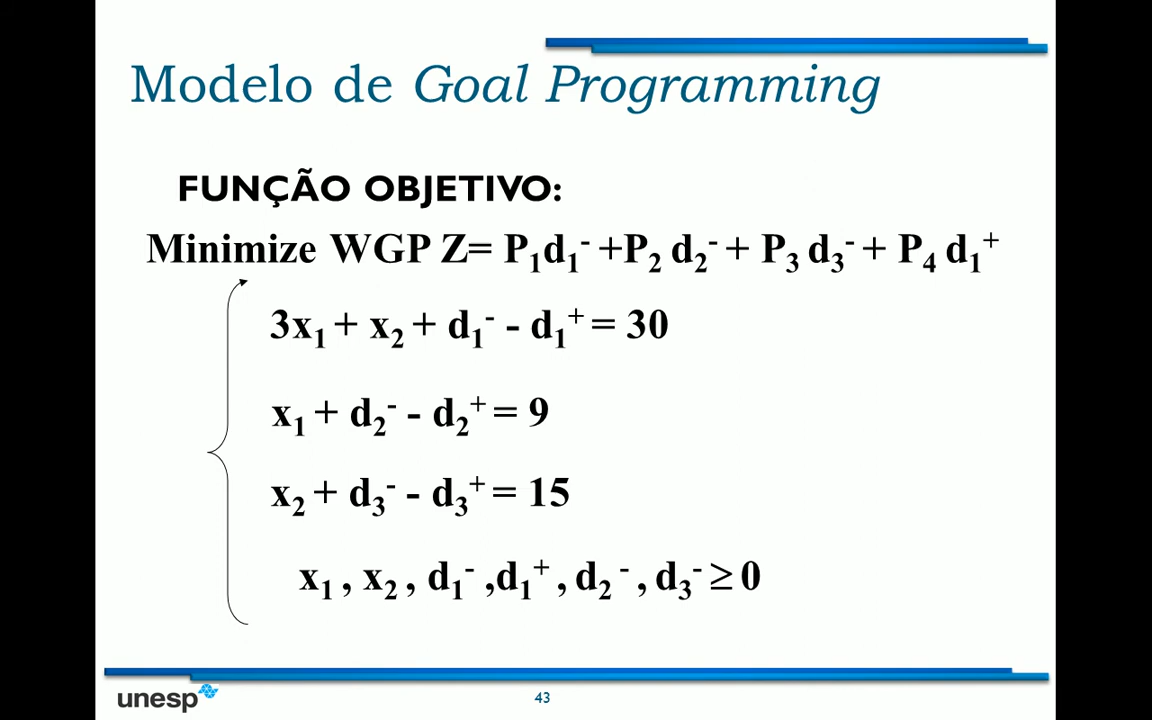 Modelo de Goal Programming
FUNÇÃO OBJETIVO:
Minimize WGP Z= P₁d₁⁻ +P₂ d₂⁻ + P₃ d₃⁻ + P₄ d₁⁺
3x₁ + x₂ + d₁⁻ - d₁⁺ = 30
x₁ + d₂⁻ - d₂⁺ = 9
x₂ + d₃⁻ - d₃⁺ = 15
x₁ , x₂ , d₁⁻ ,d₁⁺ , d₂ ⁻ , d₃⁻ ≥ 0
unesp
43